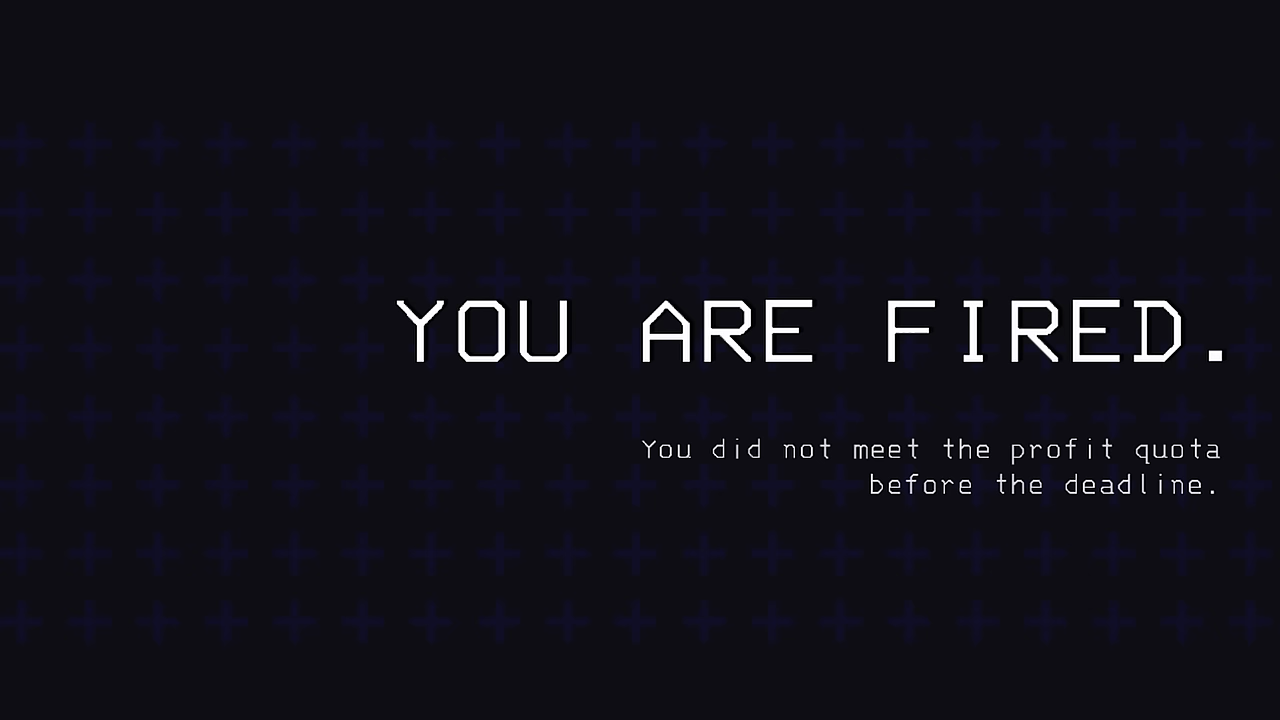 YOU ARE FIRED.
You did not meet the profit quota
before the deadline.